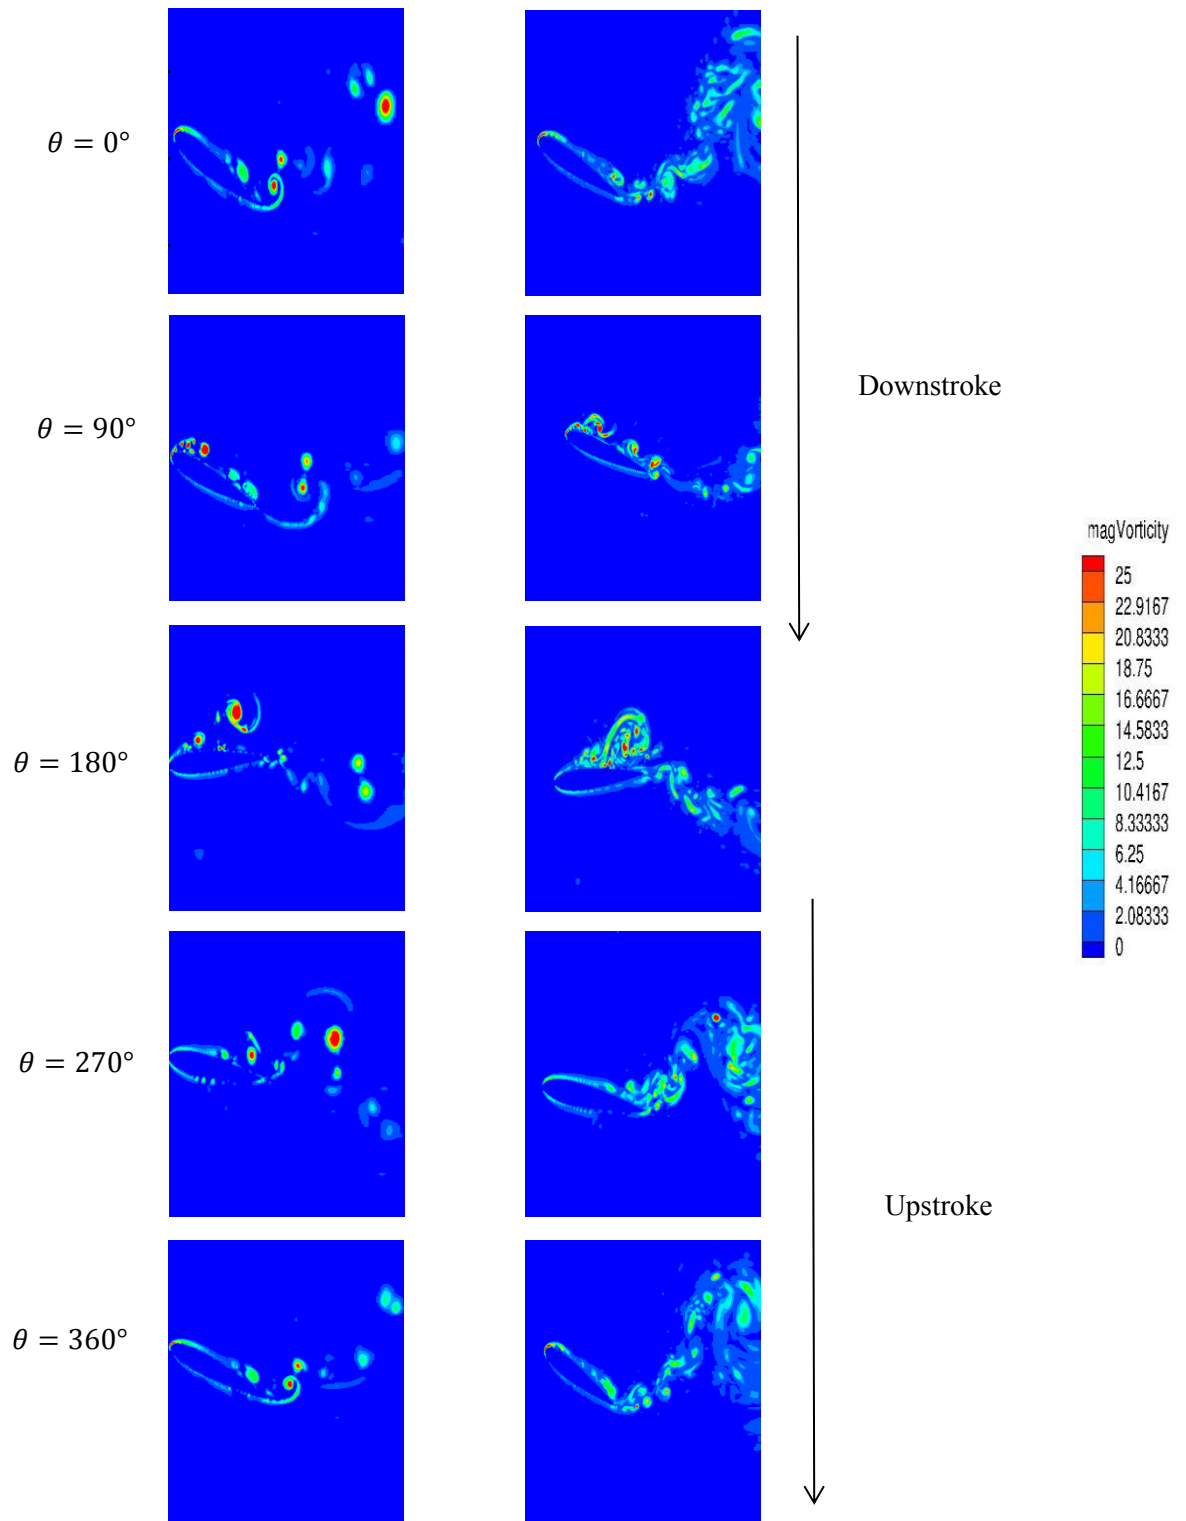 θ = 0°
θ = 90°
Downstroke
magVorticity
25
22.9167
20.8333
18.75
16.6667
14.5833
12.5
10.4167
8.33333
6.25
4.16667
2.08333
0
θ = 180°
θ = 270°
Upstroke
θ = 360°